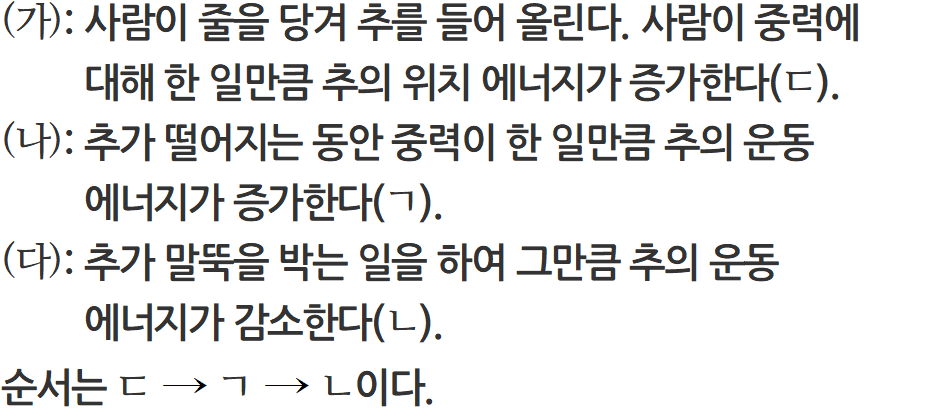 (가): 사람이 줄을 당겨 추를 들어 올린다. 사람이 중력에
대해 한 일만큼 추의 위치 에너지가 증가한다(ㄷ).
(나): 추가 떨어지는 동안 중력이 한 일만큼 추의 운동
에너지가 증가한다(ㄱ).
(다): 추가 말뚝을 박는 일을 하여 그만큼 추의 운동
에너지가 감소한다(ㄴ).
순서는 ㄷ → ㄱ → ㄴ이다.